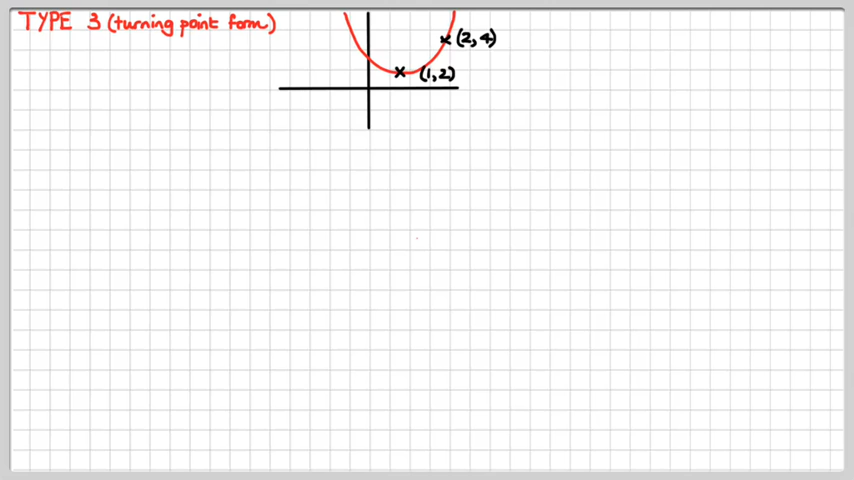 TYPE 3 (turning point form)
(2,4)
(1,2)